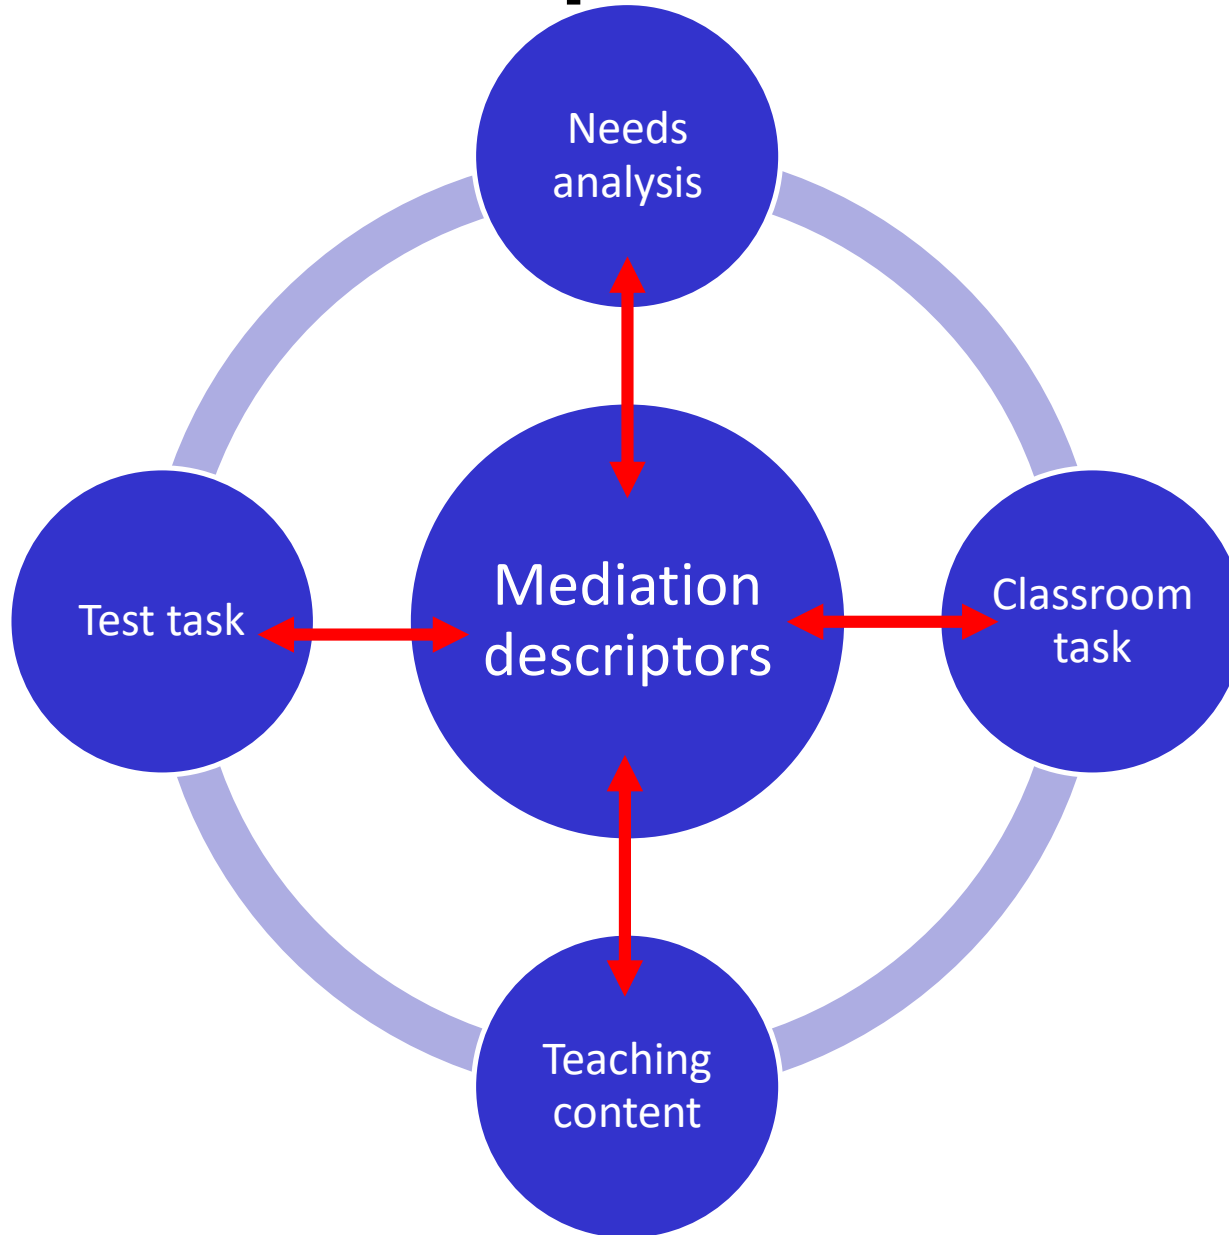 Needs
analysis
Test task
Mediation
descriptors
Classroom
task
Teaching
content